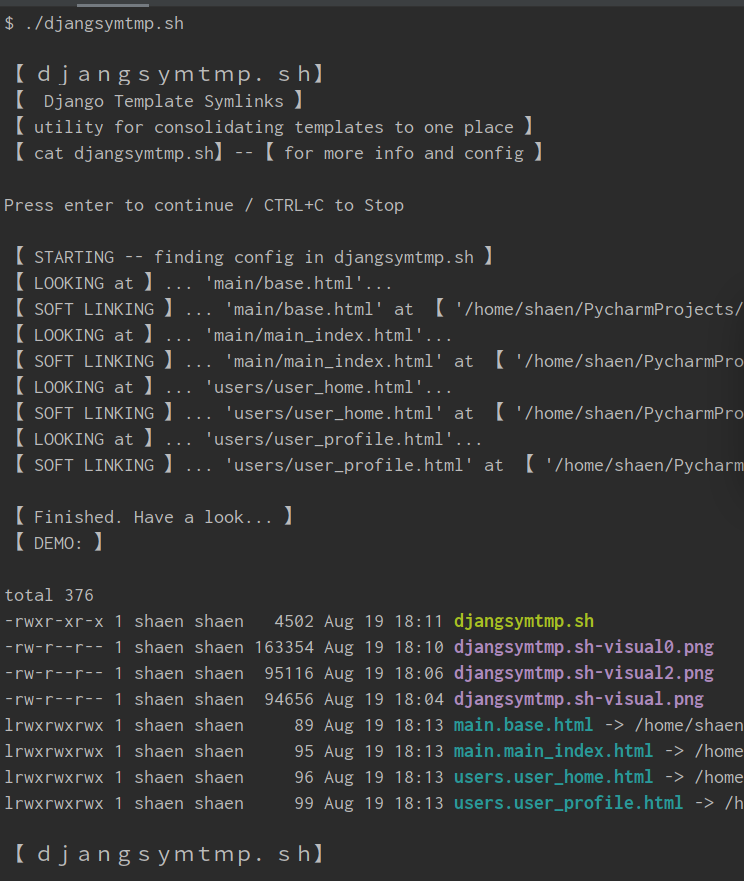 $ ./djangsymtmp.sh
【ｄｊａｎｇｓｙｍｔｍｐ．ｓｈ】
【  Django Template Symlinks 】
【 utility for consolidating templates to one place 】
【 cat djangsymtmp.sh】--【 for more info and config 】
Press enter to continue / CTRL+C to Stop
【 STARTING -- finding config in djangsymtmp.sh 】
【 LOOKING at 】... 'main/base.html'...
【 SOFT LINKING 】... 'main/base.html' at 【 '/home/shaen/PycharmProjects/
【 LOOKING at 】... 'main/main_index.html'...
【 SOFT LINKING 】... 'main/main_index.html' at 【 '/home/shaen/PycharmPro
【 LOOKING at 】... 'users/user_home.html'...
【 SOFT LINKING 】... 'users/user_home.html' at 【 '/home/shaen/PycharmPro
【 LOOKING at 】... 'users/user_profile.html'...
【 SOFT LINKING 】... 'users/user_profile.html' at 【 '/home/shaen/Pycharm
【 Finished. Have a look... 】
【 DEMO: 】
total 376
-rwxr-xr-x 1 shaen shaen   4502 Aug 19 18:11 djangsymtmp.sh
-rw-r--r-- 1 shaen shaen 163354 Aug 19 18:10 djangsymtmp.sh-visual0.png
-rw-r--r-- 1 shaen shaen  95116 Aug 19 18:06 djangsymtmp.sh-visual2.png
-rw-r--r-- 1 shaen shaen  94656 Aug 19 18:04 djangsymtmp.sh-visual.png
lrwxrwxrwx 1 shaen shaen     89 Aug 19 18:13 main.base.html -> /home/shaen
lrwxrwxrwx 1 shaen shaen     95 Aug 19 18:13 main.main_index.html -> /home
lrwxrwxrwx 1 shaen shaen     96 Aug 19 18:13 users.user_home.html -> /home
lrwxrwxrwx 1 shaen shaen     99 Aug 19 18:13 users.user_profile.html -> /h
【ｄｊａｎｇｓｙｍｔｍｐ．ｓｈ】